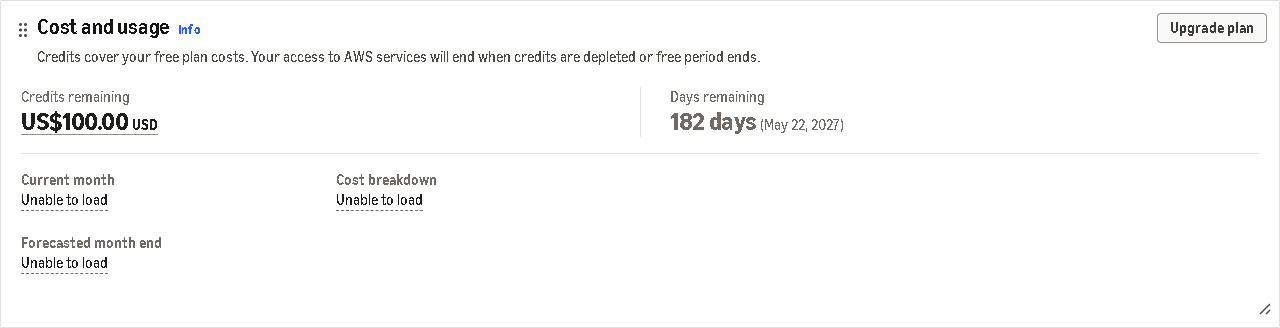 Cost and usage Info
Upgrade plan
Credits cover your free plan costs. Your access to AWS services will end when credits are depleted or free period ends.
Credits remaining
US$100.00 USD
Days remaining
182 days (May 22, 2027)
Current month
Unable to load
Cost breakdown
Unable to load
Forecasted month end
Unable to load